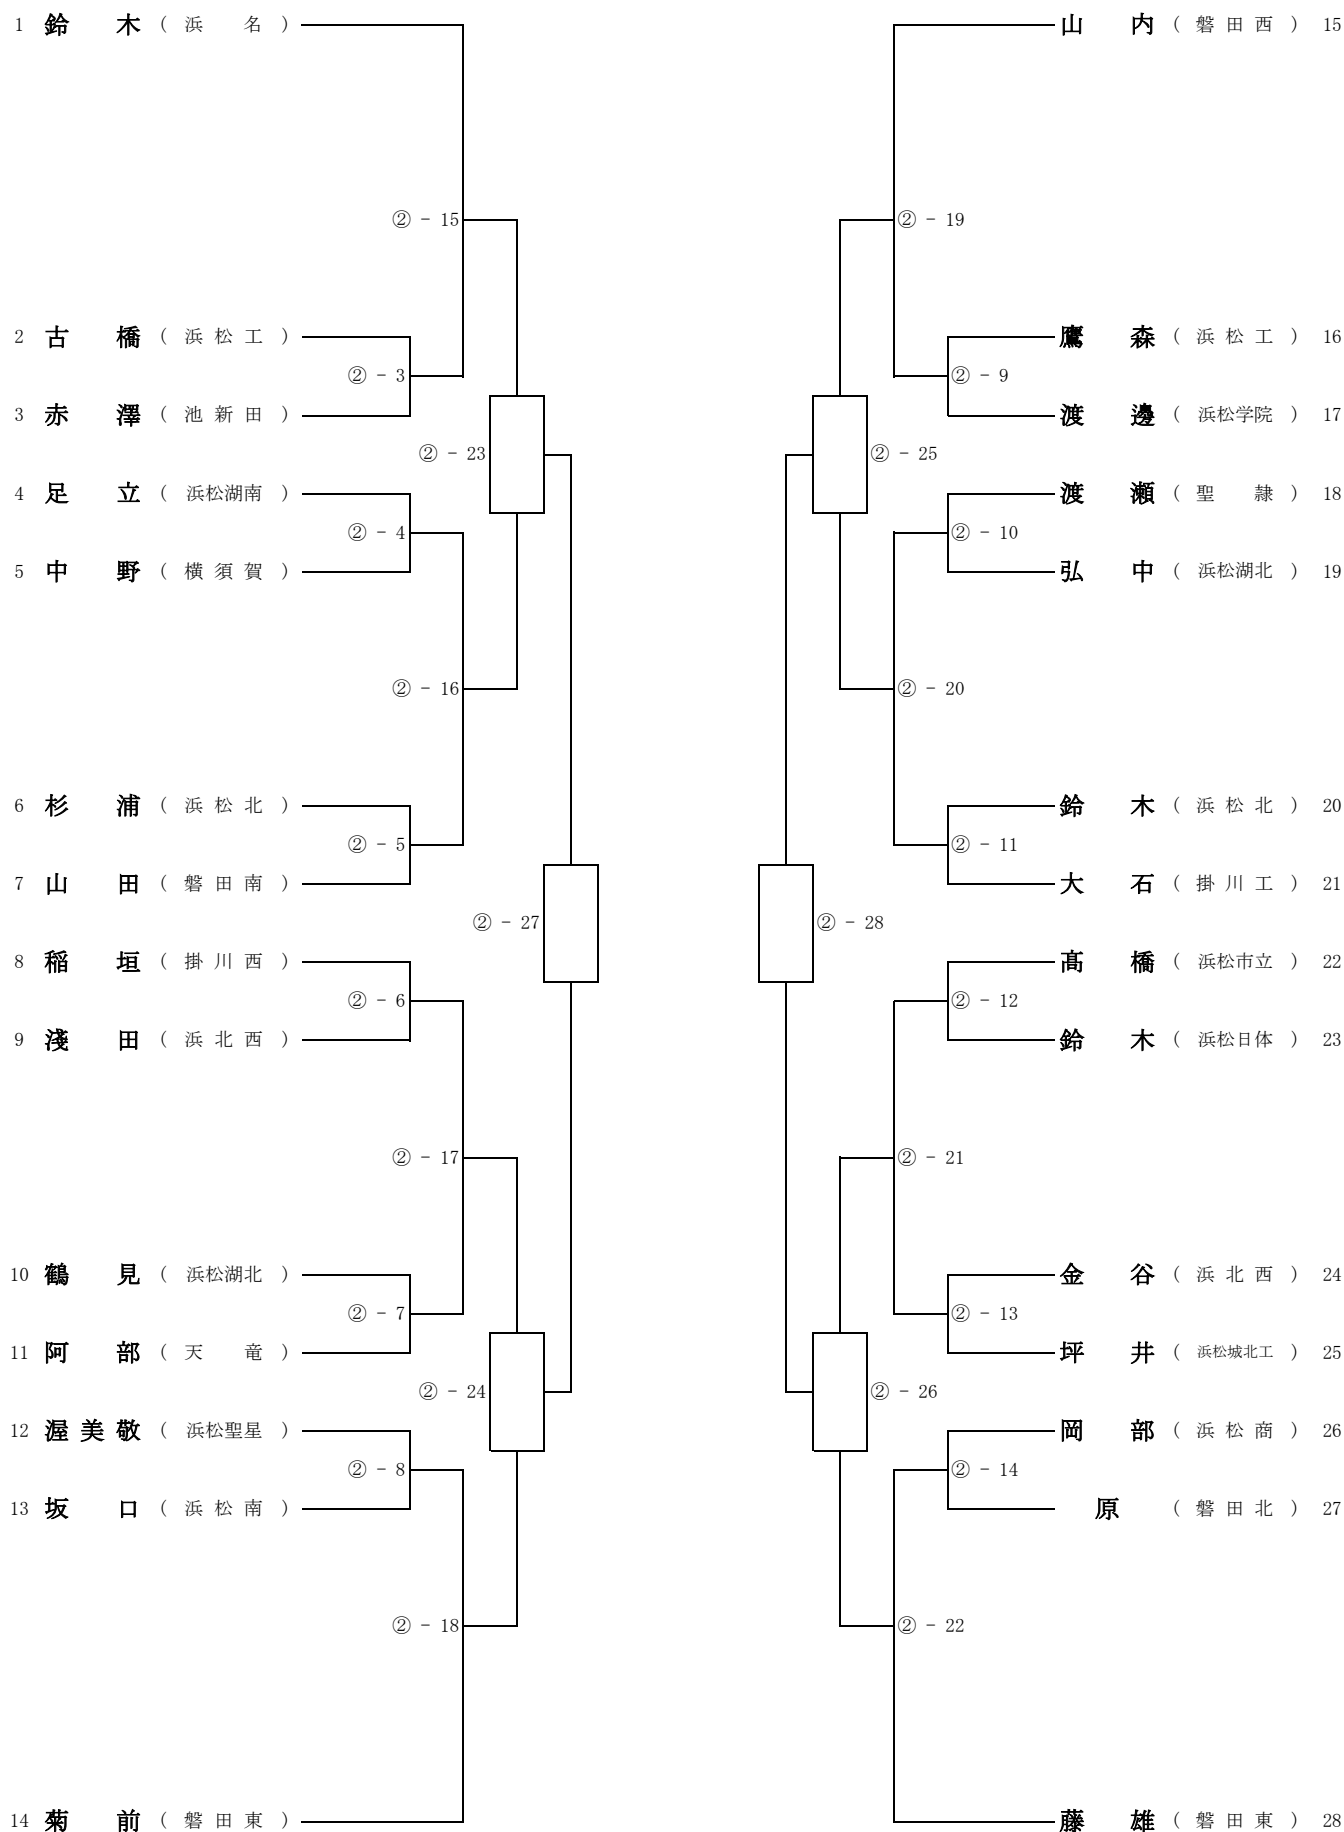 1 鈴木 ( 浜名 )
② - 15
2 古橋 ( 浜松工 )
② - 3
3 赤澤 ( 池新田 )
② - 23
4 足立 ( 浜松湖南 )
② - 4
5 中野 ( 横須賀 )
② - 16
6 杉浦 ( 浜松北 )
② - 5
7 山田 ( 磐田南 )
② - 27
8 稲垣 ( 掛川西 )
② - 6
9 淺田 ( 浜北西 )
② - 17
10 鶴見 ( 浜松湖北 )
② - 7
11 阿部 ( 天竜 )
② - 24
12 渥美敬 ( 浜松聖星 )
② - 8
13 坂口 ( 浜松南 )
② - 18
14 菊前 ( 磐田東 )
山内 ( 磐田西 ) 15
② - 19
鷹森 ( 浜松工 ) 16
② - 9
渡邊 ( 浜松学院 ) 17
② - 25
渡瀬 ( 聖隷 ) 18
② - 10
弘中 ( 浜松湖北 ) 19
② - 20
鈴木 ( 浜松北 ) 20
② - 11
大石 ( 掛川工 ) 21
② - 28
髙橋 ( 浜松市立 ) 22
② - 12
鈴木 ( 浜松日体 ) 23
② - 21
金谷 ( 浜北西 ) 24
② - 13
坪井 ( 浜松城北工 ) 25
② - 26
岡部 ( 浜松商 ) 26
② - 14
原 ( 磐田北 ) 27
② - 22
藤雄 ( 磐田東 ) 28